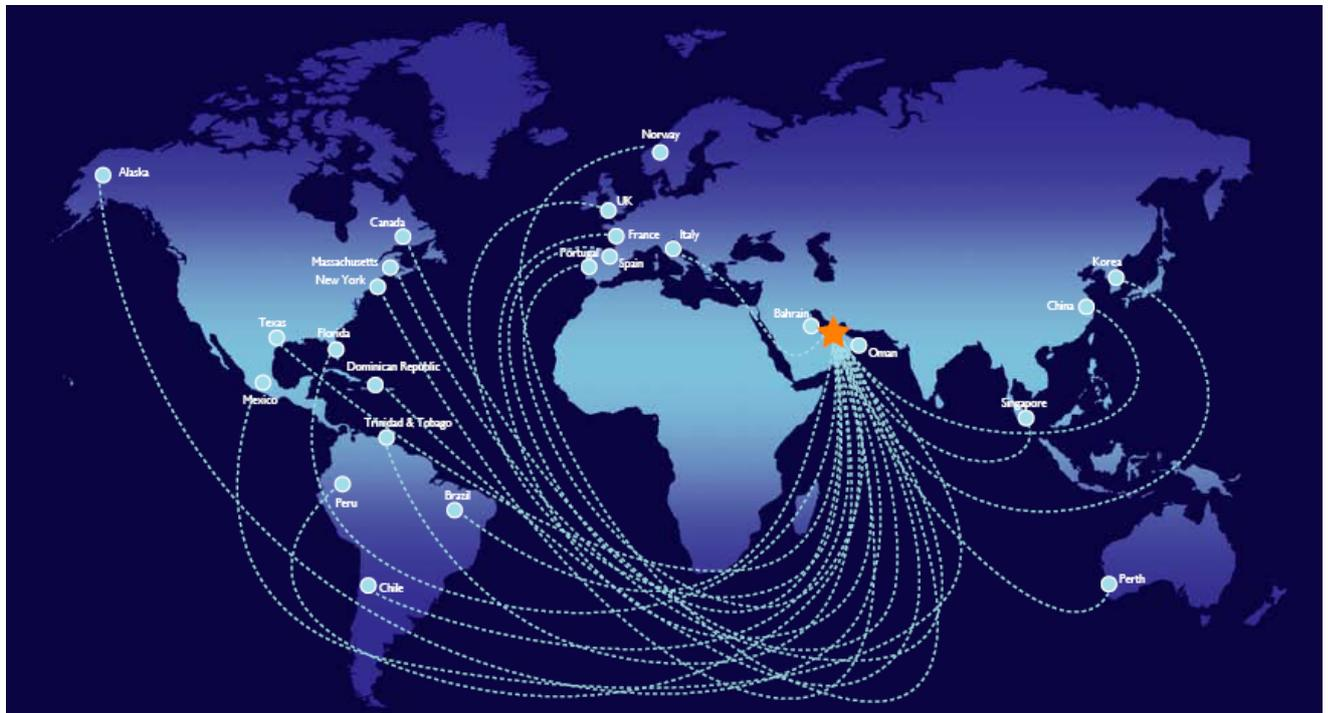 Norway
Alaska
UK
Canada
France
Italy
Portugal
Spain
Massachusetts
New York
Korea
China
Bahrain
Texas
Florida
Oman
Dominican Republic
Mexico
Singapore
Trinidad & Tobago
Brazil
Peru
Perth
Chile